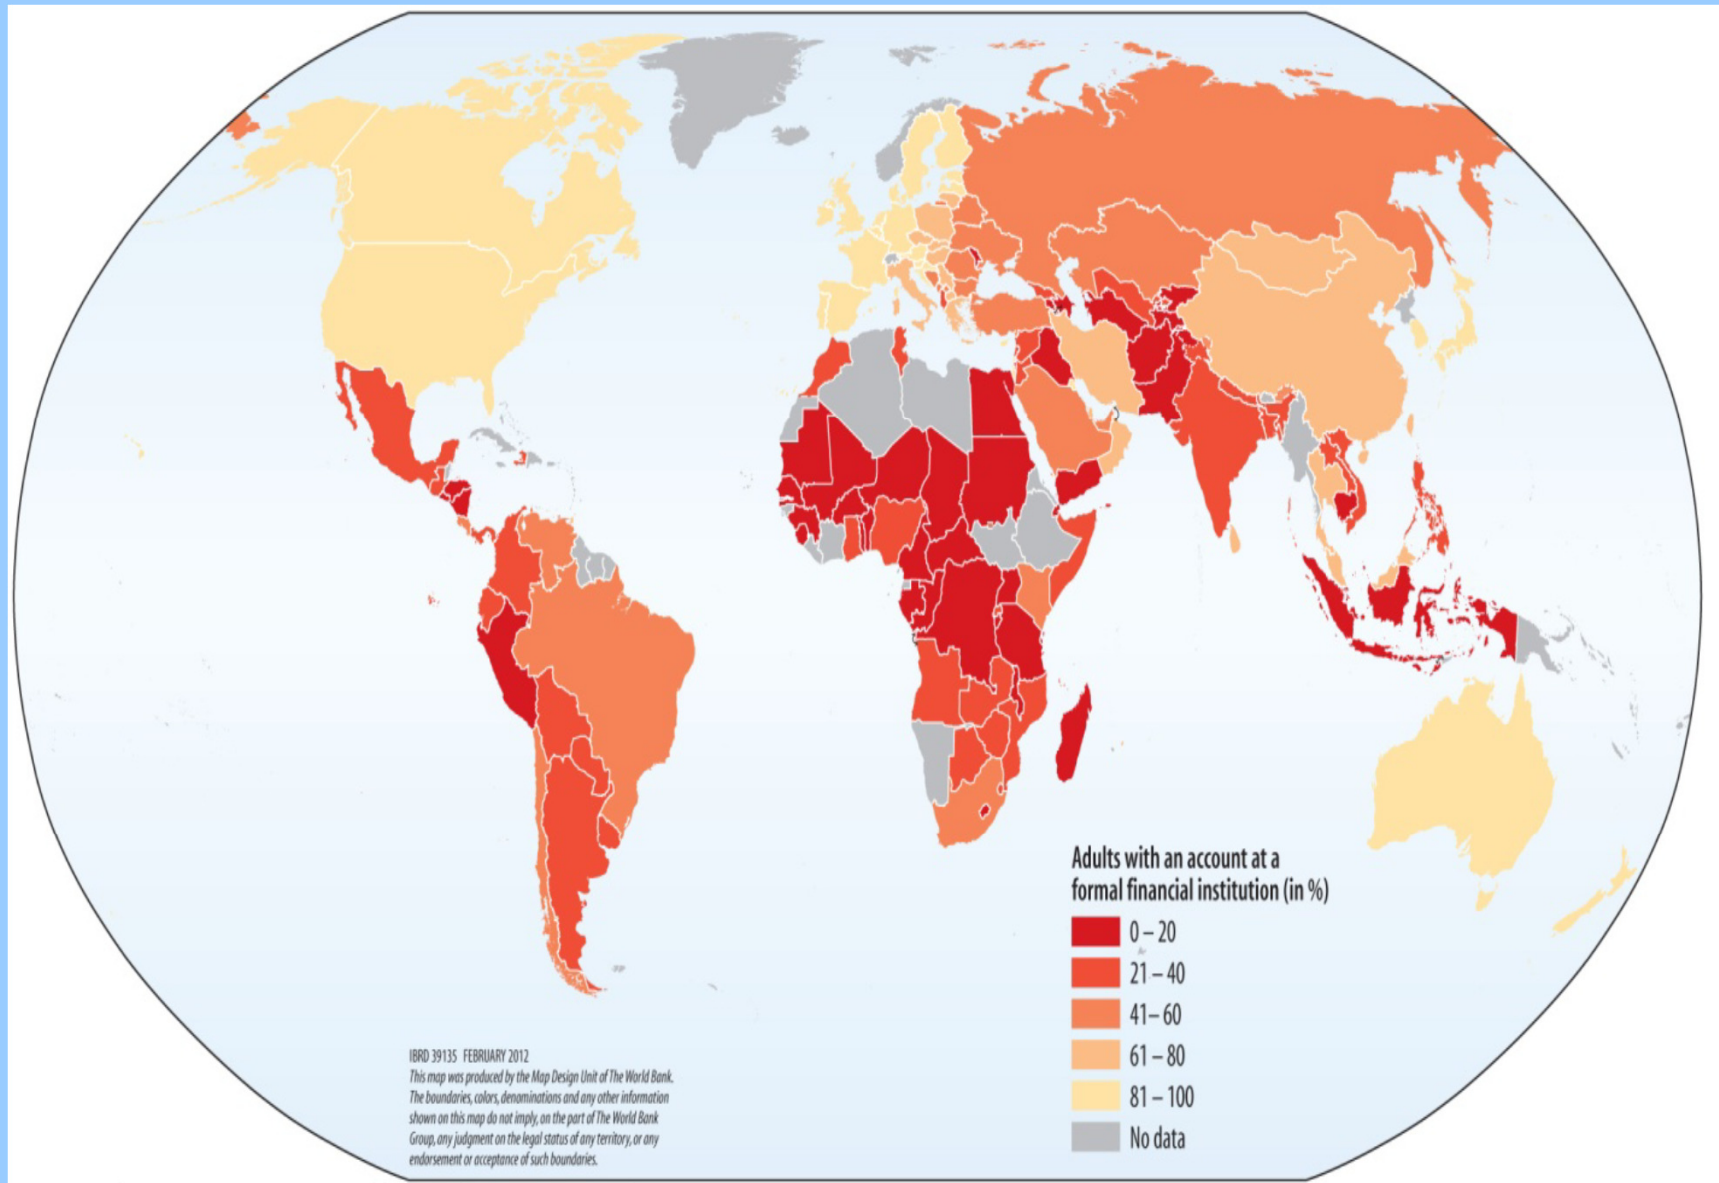 Adults with an account at a
formal financial institution (in %)
0 – 20
21 – 40
41– 60
61 – 80
81 – 100
No data
IBRD 39135 FEBRUARY 2012
This map was produced by the Map Design Unit of The World Bank.
The boundaries, colors, denominations and any other information
shown on this map do not imply, on the part of The World Bank
Group, any judgment on the legal status of any territory, or any
endorsement or acceptance of such boundaries.